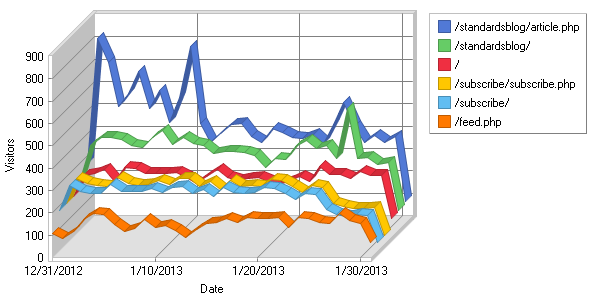 900
800
700
600
500
400
300
200
100
0
Visitors
12/31/2012 1/10/2013 1/20/2013 1/30/2013
Date
/standardsblog/article.php
/standardsblog/
/
/subscribe/subscribe.php
/subscribe/
/feed.php